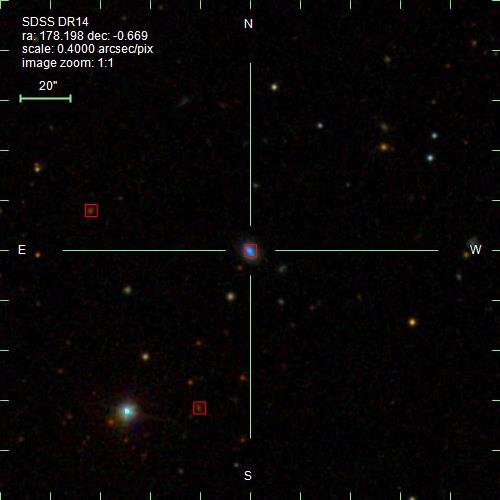 SDSS DR14
ra: 178.198 dec: -0.669
scale: 0.4000 arcsec/pix
image zoom: 1:1
20"
N
E
W
S